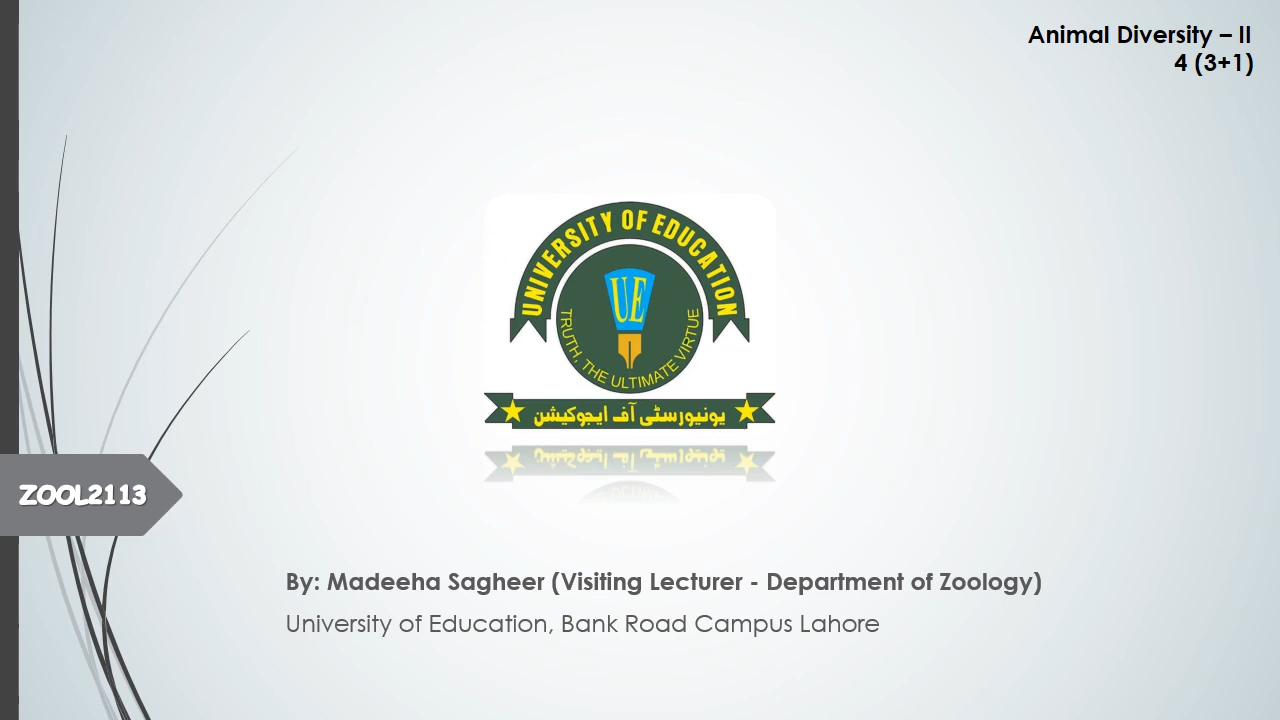 Animal Diversity – II
4 (3+1)
UNIVERSITY OF EDUCATION
UE
TRUTH, THE ULTIMATE VIRTUE
یونیورسٹی آف ایجوکیشن
ZOOL2113
By: Madeeha Sagheer (Visiting Lecturer - Department of Zoology)
University of Education, Bank Road Campus Lahore